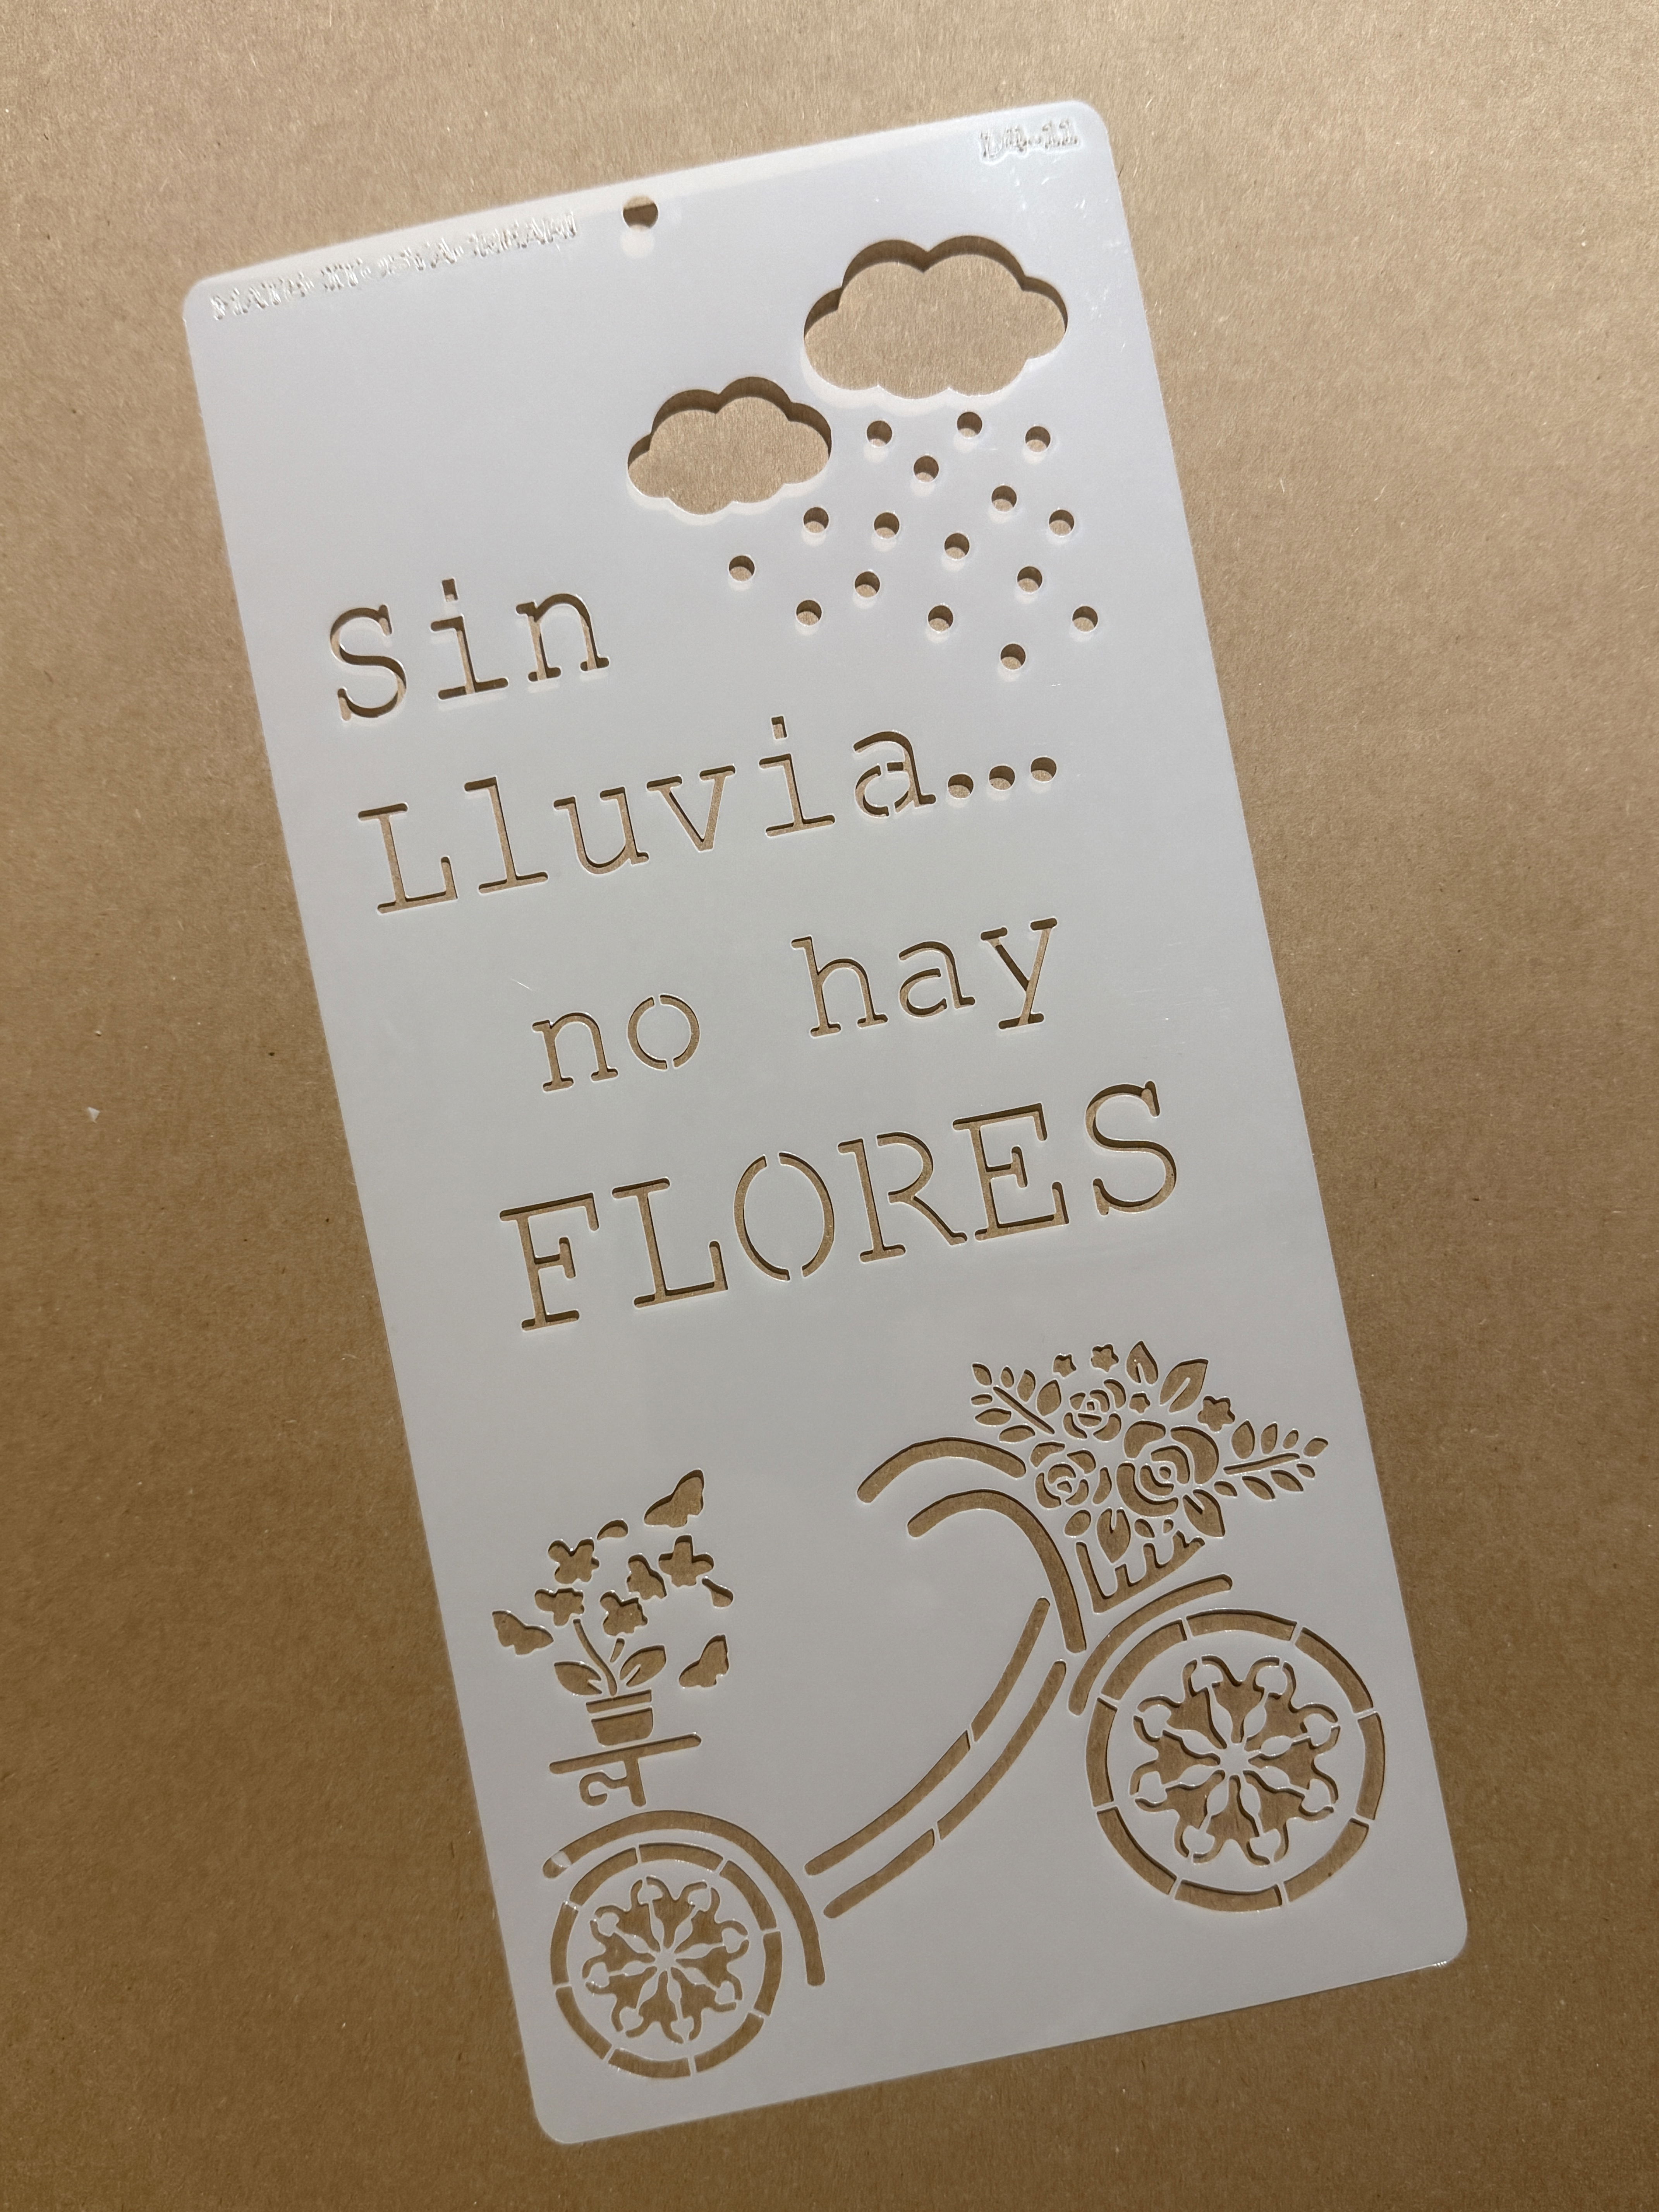 Sin
Lluvia...
no hay
FLORES